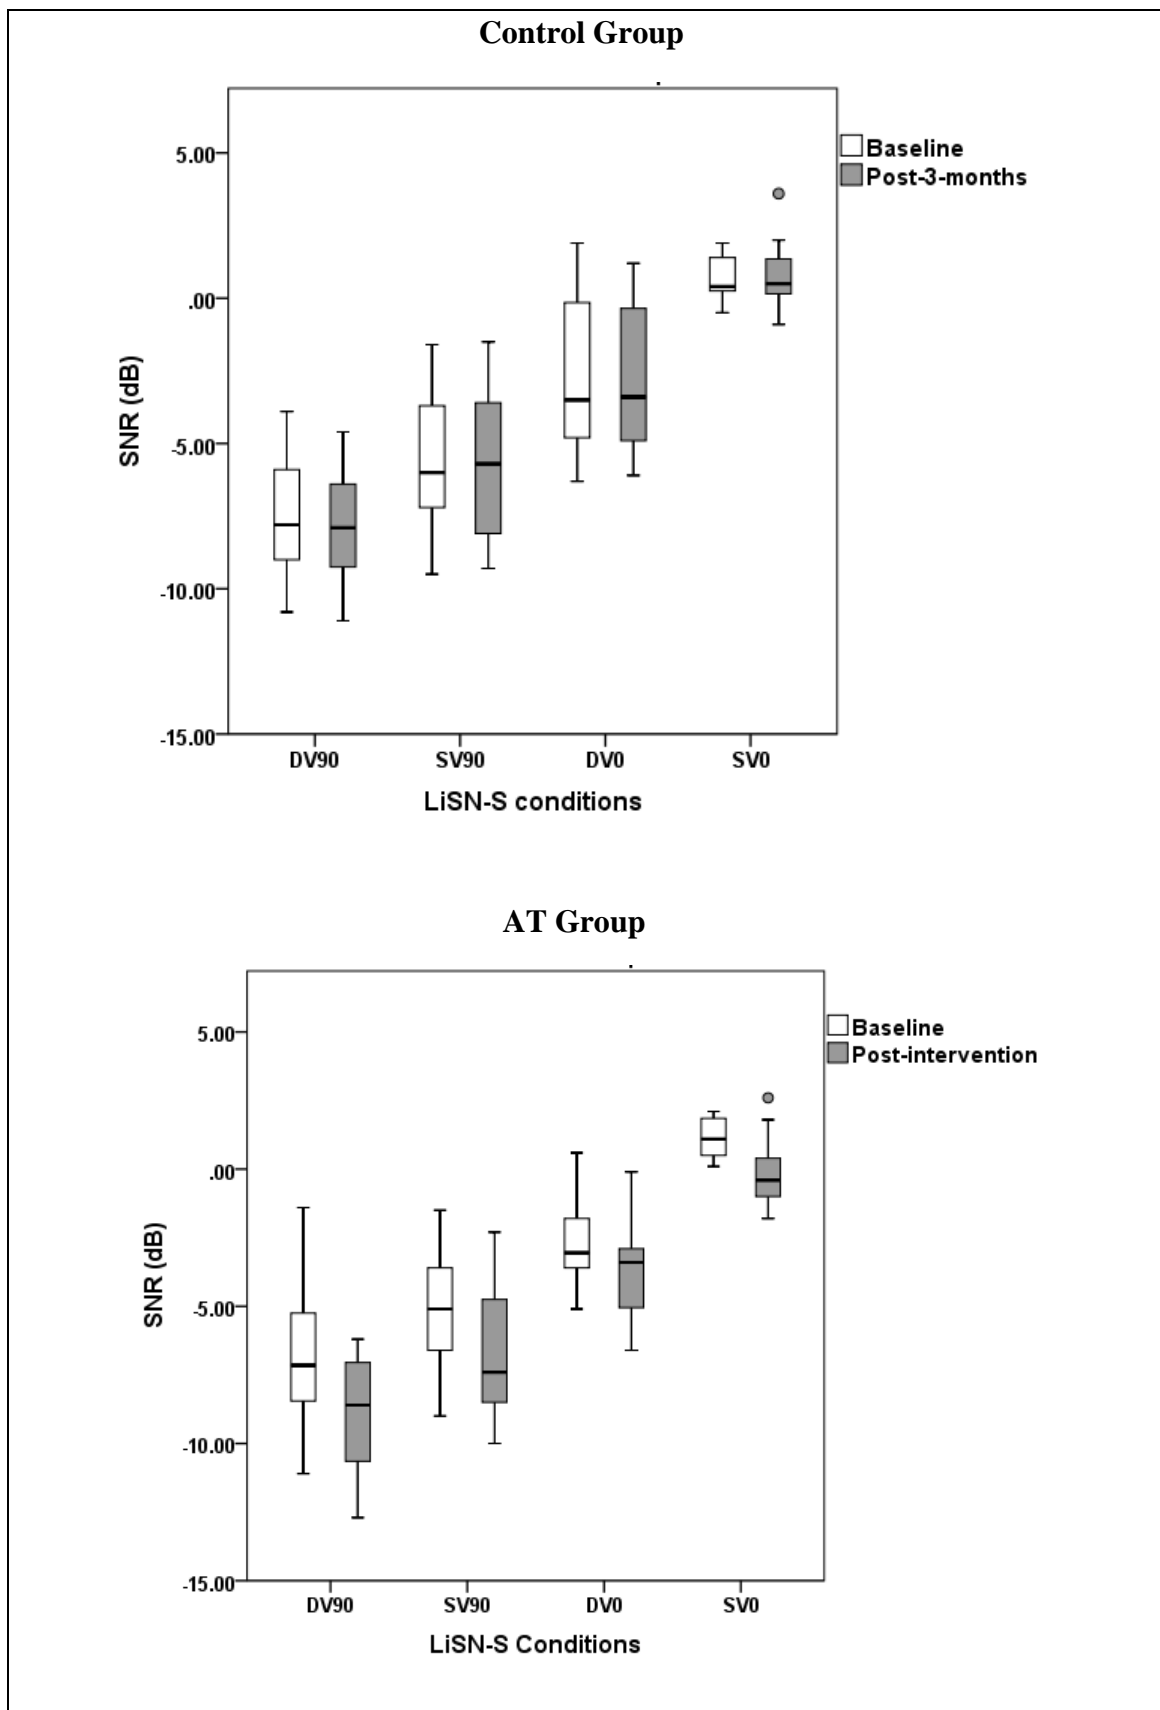 Control Group
5.00
.00
-5.00
-10.00
-15.00
SNR (dB)
DV90 SV90 DV0 SV0
LiSN-S conditions
Baseline
Post-3-months
AT Group
5.00
.00
-5.00
-10.00
-15.00
SNR (dB)
DV90 SV90 DV0 SV0
LiSN-S Conditions
Baseline
Post-intervention